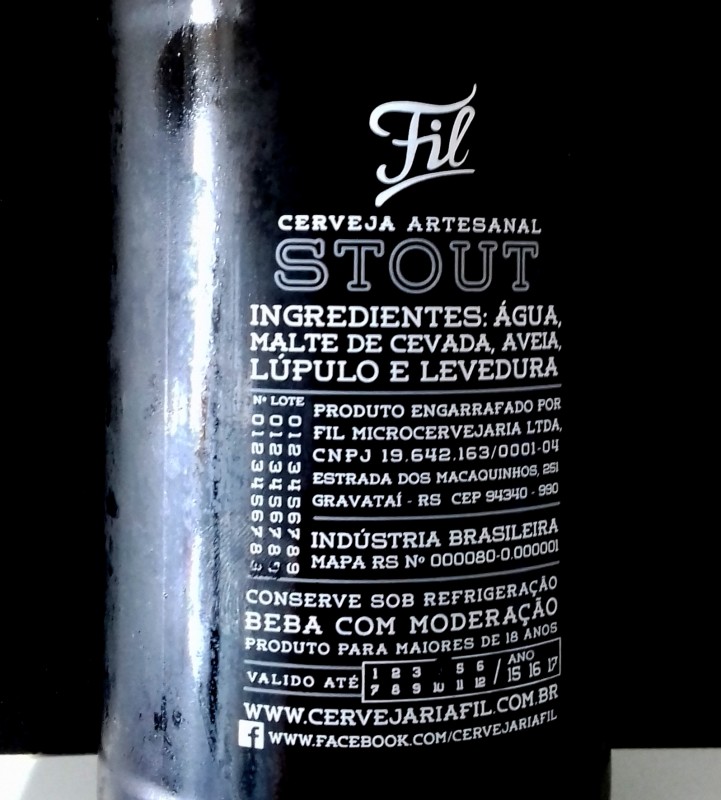 Fil
CERVEJA ARTESANAL
STOUT
INGREDIENTES: ÁGUA,
MALTE DE CEVADA, AVEIA,
LÚPULO E LEVEDURA
Nº LOTE
PRODUTO ENGARRAFADO POR
FIL MICROCERVEJARIA LTDA,
CNPJ 19.642.163/0001-04
ESTRADA DOS MACAQUINHOS, 251
GRAVATAÍ - RS CEP 94340 - 990
INDÚSTRIA BRASILEIRA
MAPA RS Nº 000080-0.000001
CONSERVE SOB REFRIGERAÇÃO
BEBA COM MODERAÇÃO
PRODUTO PARA MAIORES DE 18 ANOS
VALIDO ATÉ
1 2 3 5 6 / ANO
7 8 9 10 11 12 15 16 17
WWW.CERVEJARIAFIL.COM.BR
WWW.FACEBOOK.COM/CERVEJARIAFIL